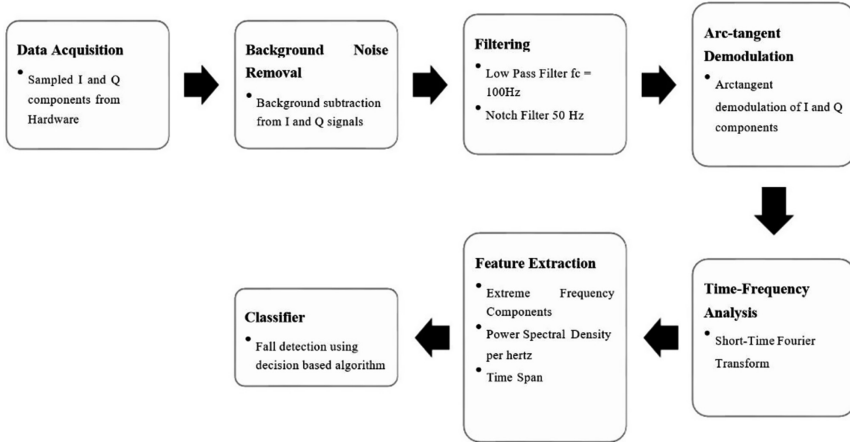 Data Acquisition
• Sampled I and Q
components from
Hardware
Background Noise
Removal
• Background subtraction
from I and Q signals
Filtering
• Low Pass Filter fc =
100Hz
• Notch Filter 50 Hz
Arc-tangent
Demodulation
• Arctangent
demodulation of I and Q
components
Time-Frequency
Analysis
• Short-Time Fourier
Transform
Feature Extraction
• Extreme Frequency
Components
• Power Spectral Density
per hertz
• Time Span
Classifier
• Fall detection using
decision based algorithm